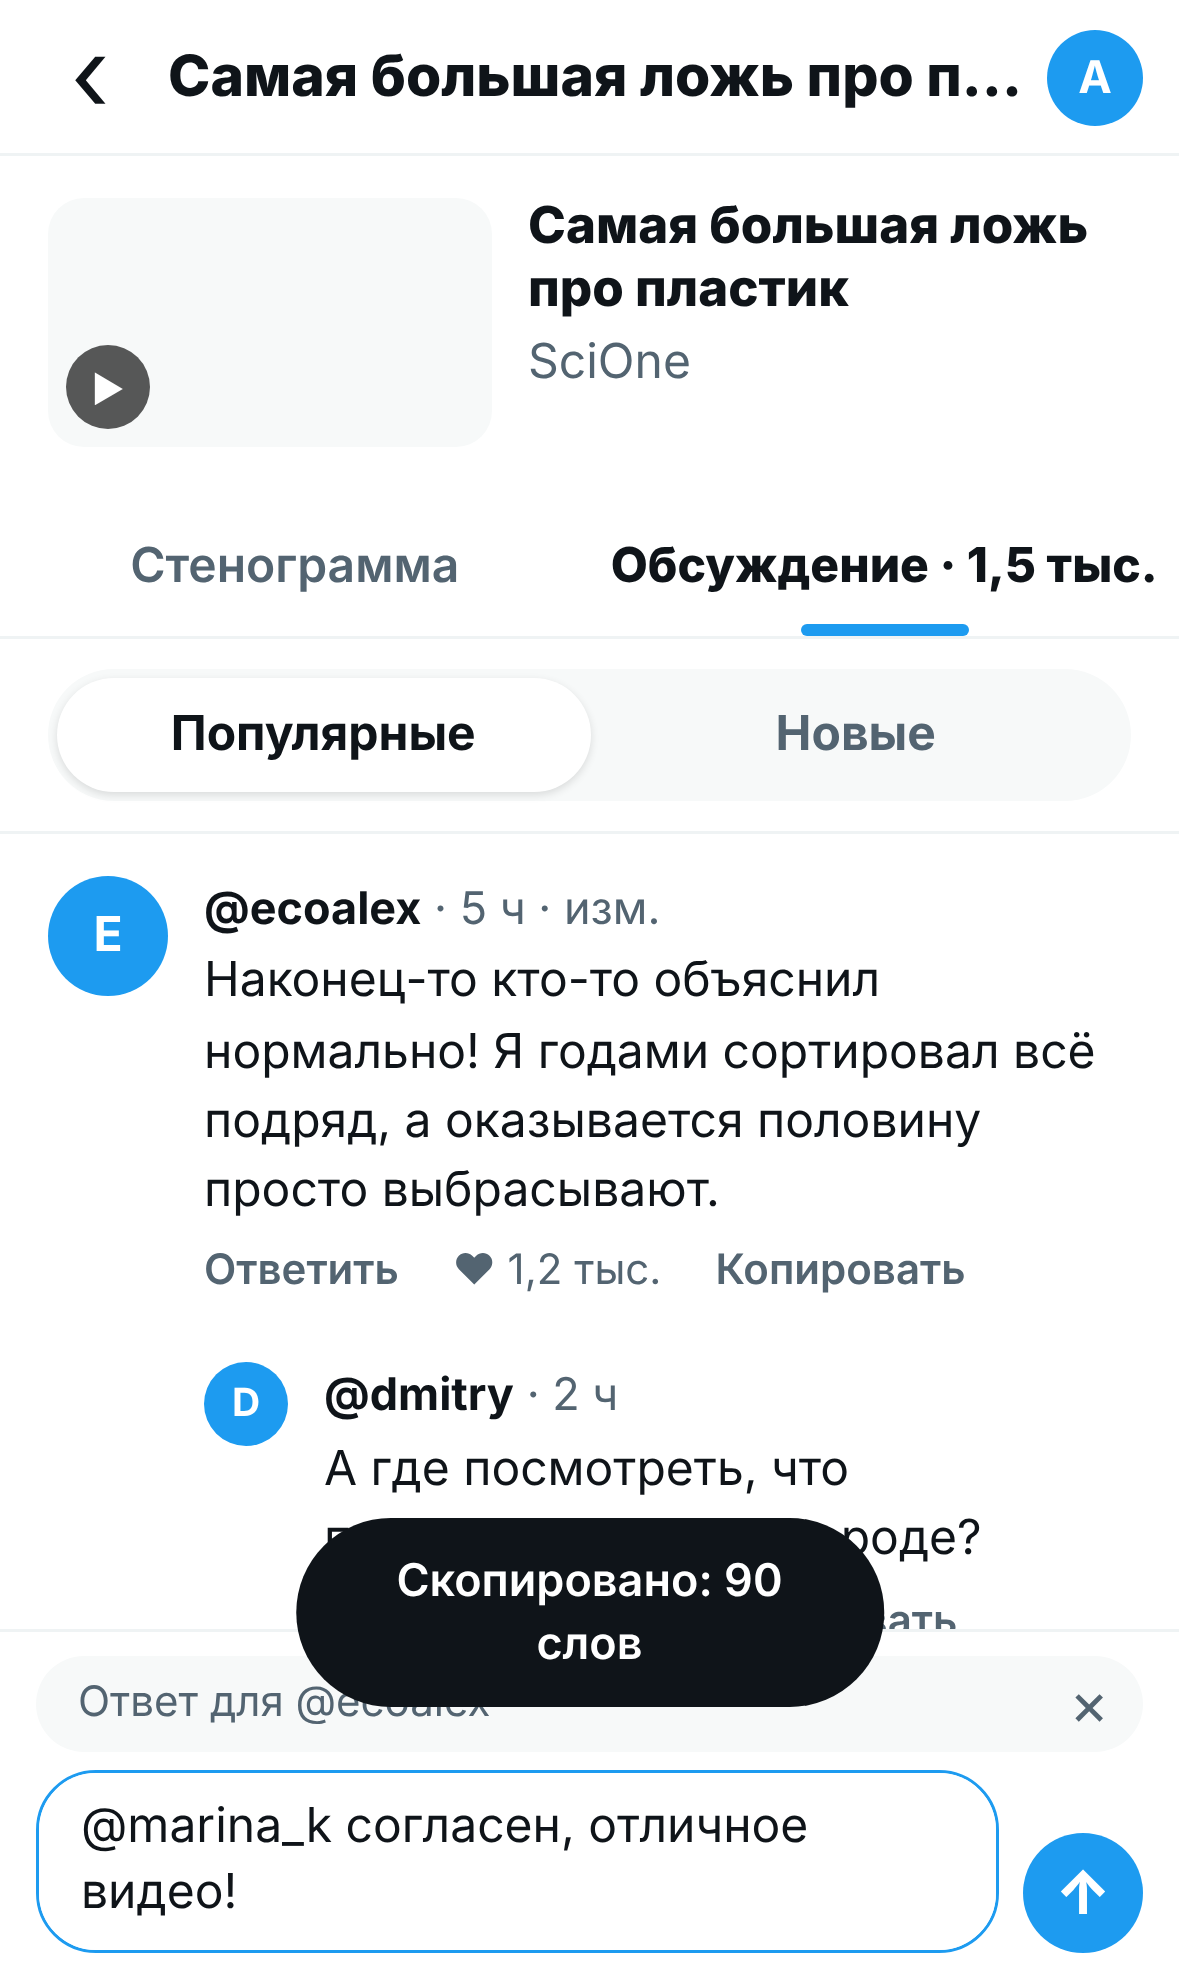 Самая большая ложь про п...
A
Самая большая ложь
про пластик
SciOne
Стенограмма
Обсуждение · 1,5 тыс.
Популярные
Новые
E
@ecoalex · 5 ч · изм.
Наконец-то кто-то объяснил
нормально! Я годами сортировал всё
подряд, а оказывается половину
просто выбрасывают.
Ответить ♥ 1,2 тыс. Копировать
D
@dmitry · 2 ч
А где посмотреть, что
Скопировано: 90
слов
Ответ для @ecoalex
@marina_k согласен, отличное
видео!